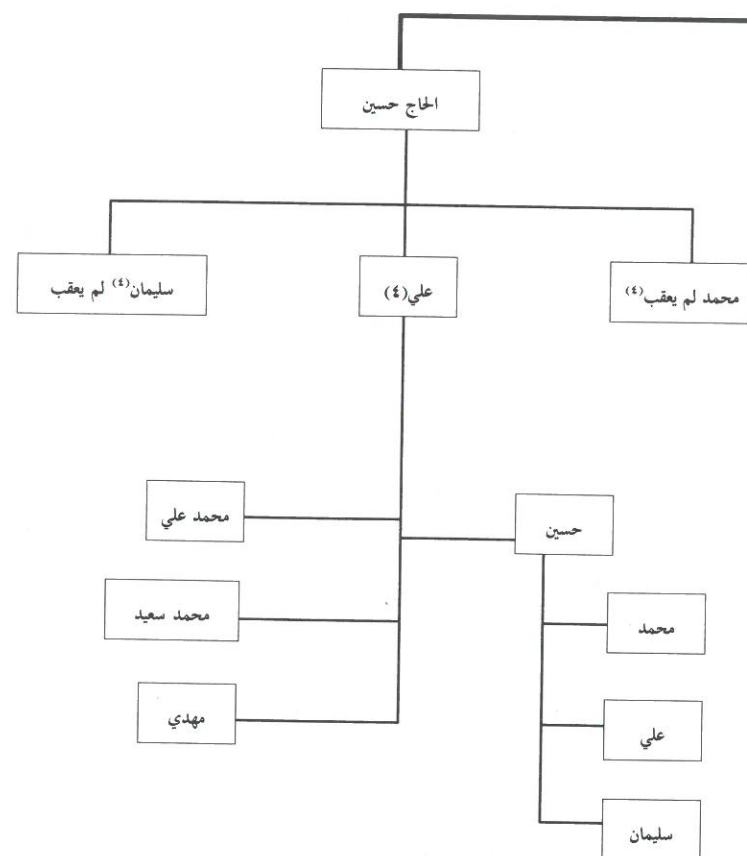 الحاج حسين
محمد لم يعقب(٤)
علي(٤)
سليمان(٤) لم يعقب
حسين
محمد علي
محمد سعيد
مهدي
محمد
علي
سليمان